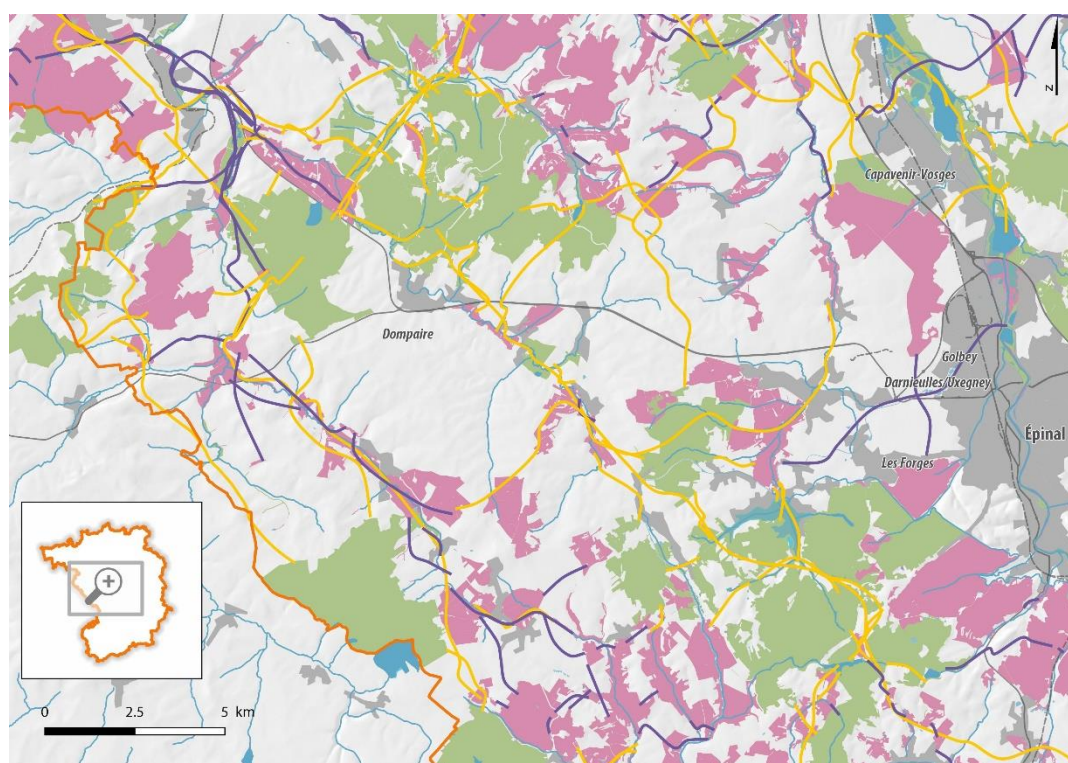 N
Capavenir-Vosges
Dompaire
Golbey
Darnieulles/Uxegney
Épinal
Les Forges
0 2.5 5 km